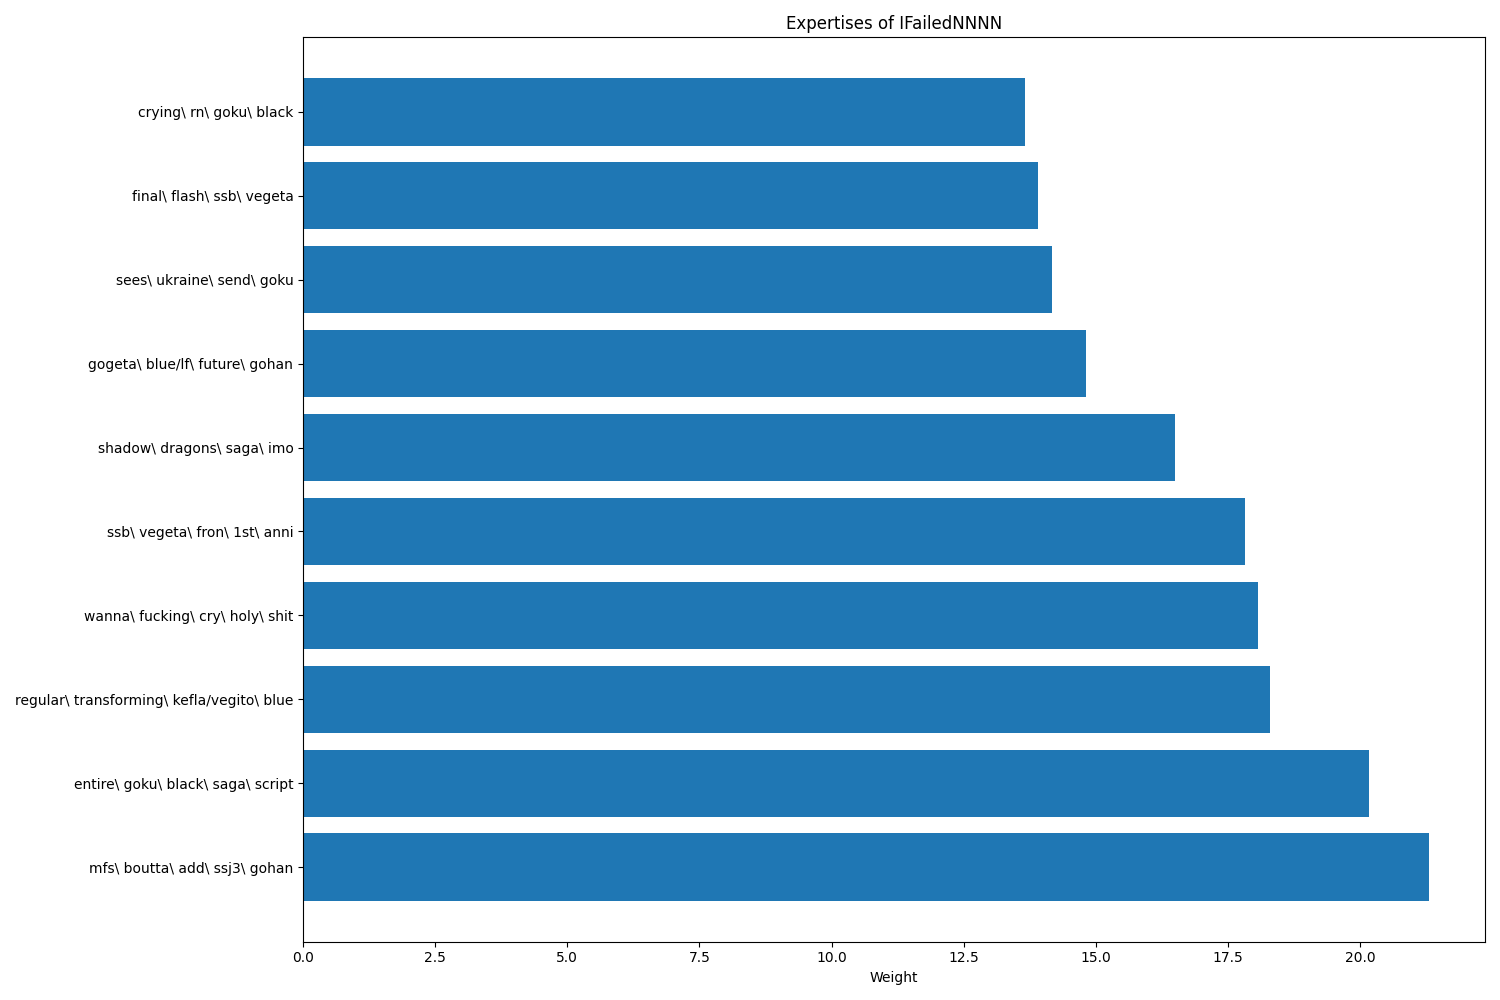 Expertises of IFailedNNNN
crying\ rn\ goku\ black
final\ flash\ ssb\ vegeta
sees\ ukraine\ send\ goku
gogeta\ blue/lf\ future\ gohan
shadow\ dragons\ saga\ imo
ssb\ vegeta\ fron\ 1st\ anni
wanna\ fucking\ cry\ holy\ shit
regular\ transforming\ kefla/vegito\ blue
entire\ goku\ black\ saga\ script
mfs\ boutta\ add\ ssj3\ gohan
0.0 2.5 5.0 7.5 10.0 12.5 15.0 17.5 20.0
Weight